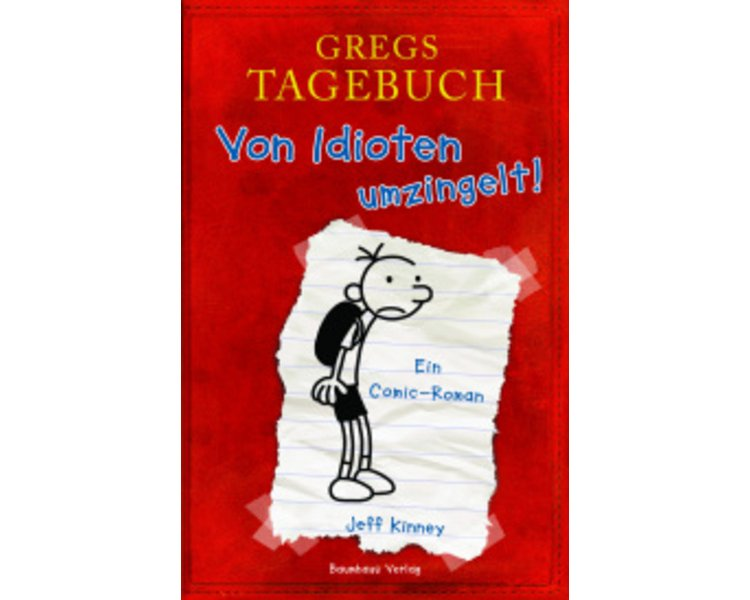 GREGS
TAGEBUCH
Von Idioten
umzingelt!
Ein
Comic-Roman
Jeff Kinney
Baumhaus Verlag